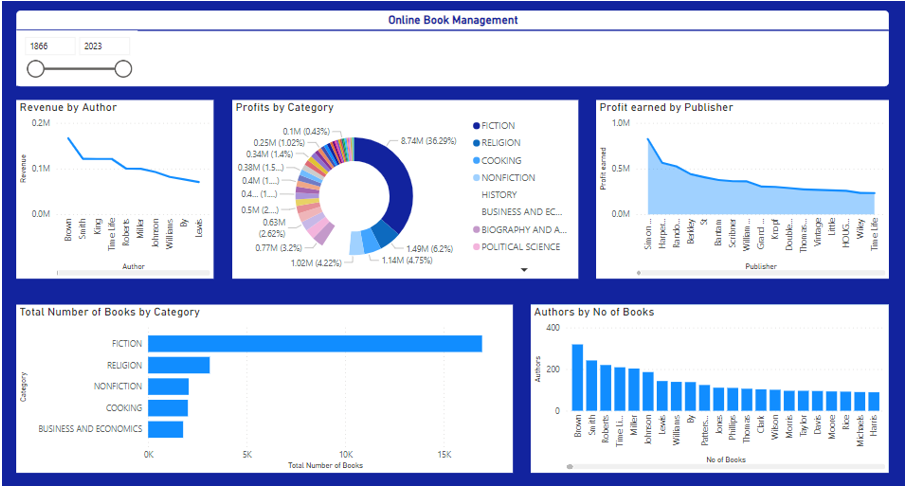 Online Book Management
1866 2023
Revenue by Author
0.2M
0.1M
0.0M
Revenue
Brown
Smith
King
Time Life
Roberts
Miller
Johnson
Williams
By
Lewis
Author
Profits by Category
0.1M (0.43%)
0.25M (1.02%)
0.34M (1.4%)
0.38M (1.5...)
0.4M (1....)
0.4... (1....)
0.5M (2....)
0.63M
2.62%)
0.77M (3.2%)
1.02M (4.22%)
1.14M (4.75%)
1.49M (6.2%)
8.74M (36.29%)
FICTION
RELIGION
COOKING
NONFICTION
HISTORY
BUSINESS AND EC...
BIOGRAPHY AND A...
POLITICAL SCIENCE
Profit earned by Publisher
1.0M
0.5M
0.0M
Profit earned
Simon...
Harper...
Rando...
Berkley
St
Bantam
Scribner
William...
Grand ...
Knopf
Double...
Thomas...
Vintage
Little
HOUG...
Wiley
Time Life
Publisher
Total Number of Books by Category
Category
FICTION
RELIGION
NONFICTION
COOKING
BUSINESS AND ECONOMICS
0K 5K 10K 15K
Total Number of Books
Authors by No of Books
400
200
0
Authors
Brown
Smith
Roberts
Time Li...
Miller
Johnson
Lewis
Williams
By
Patters...
Jones
Phillips
Thomas
Clark
Wilson
Morris
Taylor
Davis
Moore
Rice
Michaels
Harris
No of Books